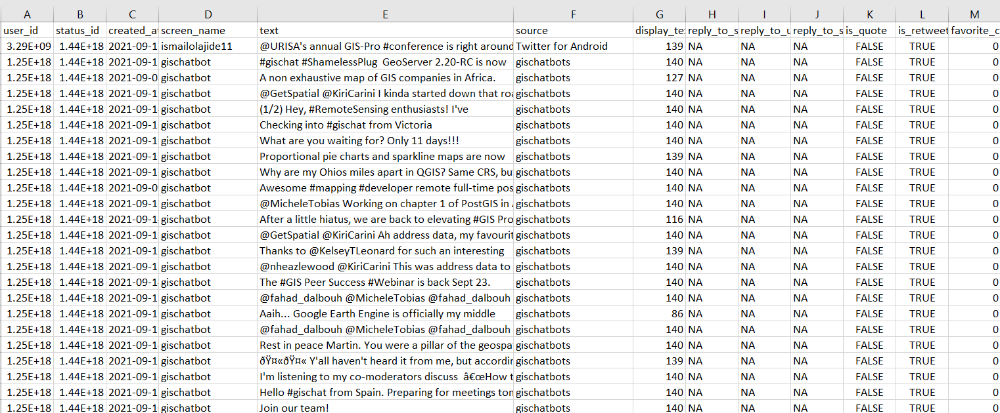 A B C D E F G H I J K L M
user_id status_id created_at screen_name text source display_tex reply_to_s reply_to_u reply_to_s is_quote is_retweet favorite_c
3.29E+09 1.44E+18 2021-09-1 ismailolajide11 @URISA's annual GIS-Pro #conference is right around Twitter for Android 139 NA NA NA FALSE TRUE 0
1.25E+18 1.44E+18 2021-09-1 gischatbot #gischat #ShamelessPlug GeoServer 2.20-RC is now gischatbots 140 NA NA NA FALSE TRUE 0
1.25E+18 1.44E+18 2021-09-0 gischatbot A non exhaustive map of GIS companies in Africa. gischatbots 127 NA NA NA FALSE TRUE 0
1.25E+18 1.44E+18 2021-09-1 gischatbot @GetSpatial @KiriCarini I kinda started down that roa gischatbots 140 NA NA NA FALSE TRUE 0
1.25E+18 1.44E+18 2021-09-1 gischatbot (1/2) Hey, #RemoteSensing enthusiasts! I've gischatbots 140 NA NA NA FALSE TRUE 0
1.25E+18 1.44E+18 2021-09-1 gischatbot Checking into #gischat from Victoria gischatbots 140 NA NA NA FALSE TRUE 0
1.25E+18 1.44E+18 2021-09-1 gischatbot What are you waiting for? Only 11 days!!! gischatbots 140 NA NA NA FALSE TRUE 0
1.25E+18 1.44E+18 2021-09-1 gischatbot Proportional pie charts and sparkline maps are now gischatbots 139 NA NA NA FALSE TRUE 0
1.25E+18 1.44E+18 2021-09-1 gischatbot Why are my Ohios miles apart in QGIS? Same CRS, bu gischatbots 140 NA NA NA FALSE TRUE 0
1.25E+18 1.44E+18 2021-09-0 gischatbot Awesome #mapping #developer remote full-time pos gischatbots 140 NA NA NA FALSE TRUE 0
1.25E+18 1.44E+18 2021-09-1 gischatbot @MicheleTobias Working on chapter 1 of PostGIS in A gischatbots 140 NA NA NA FALSE TRUE 0
1.25E+18 1.44E+18 2021-09-1 gischatbot After a little hiatus, we are back to elevating #GIS Pro gischatbots 116 NA NA NA FALSE TRUE 0
1.25E+18 1.44E+18 2021-09-1 gischatbot @GetSpatial @KiriCarini Ah address data, my favourit gischatbots 140 NA NA NA FALSE TRUE 0
1.25E+18 1.44E+18 2021-09-1 gischatbot Thanks to @KelseyTLeonard for such an interesting gischatbots 139 NA NA NA FALSE TRUE 0
1.25E+18 1.44E+18 2021-09-1 gischatbot @nheazlewood @KiriCarini This was address data to gischatbots 140 NA NA NA FALSE TRUE 0
1.25E+18 1.44E+18 2021-09-1 gischatbot The #GIS Peer Success #Webinar is back Sept 23. gischatbots 140 NA NA NA FALSE TRUE 0
1.25E+18 1.44E+18 2021-09-1 gischatbot @fahad_dalbouh @MicheleTobias @fahad_dalbouh gischatbots 140 NA NA NA FALSE TRUE 0
1.25E+18 1.44E+18 2021-09-1 gischatbot Aaih... Google Earth Engine is officially my middle gischatbots 86 NA NA NA FALSE TRUE 0
1.25E+18 1.44E+18 2021-09-1 gischatbot @fahad_dalbouh @MicheleTobias @fahad_dalbouh gischatbots 140 NA NA NA FALSE TRUE 0
1.25E+18 1.44E+18 2021-09-1 gischatbot Rest in peace Martin. You were a pillar of the geospa gischatbots 140 NA NA NA FALSE TRUE 0
1.25E+18 1.44E+18 2021-09-1 gischatbot ðŸ¤«ðŸ¤« Y'all haven't heard it from me, but accordin gischatbots 139 NA NA NA FALSE TRUE 0
1.25E+18 1.44E+18 2021-09-1 gischatbot I'm listening to my co-moderators discuss â€œHow t gischatbots 140 NA NA NA FALSE TRUE 0
1.25E+18 1.44E+18 2021-09-1 gischatbot Hello #gischat from Spain. Preparing for meetings ton gischatbots 140 NA NA NA FALSE TRUE 0
1.25E+18 1.44E+18 2021-09-1 gischatbot Join our team! gischatbots 140 NA NA NA FALSE TRUE 0